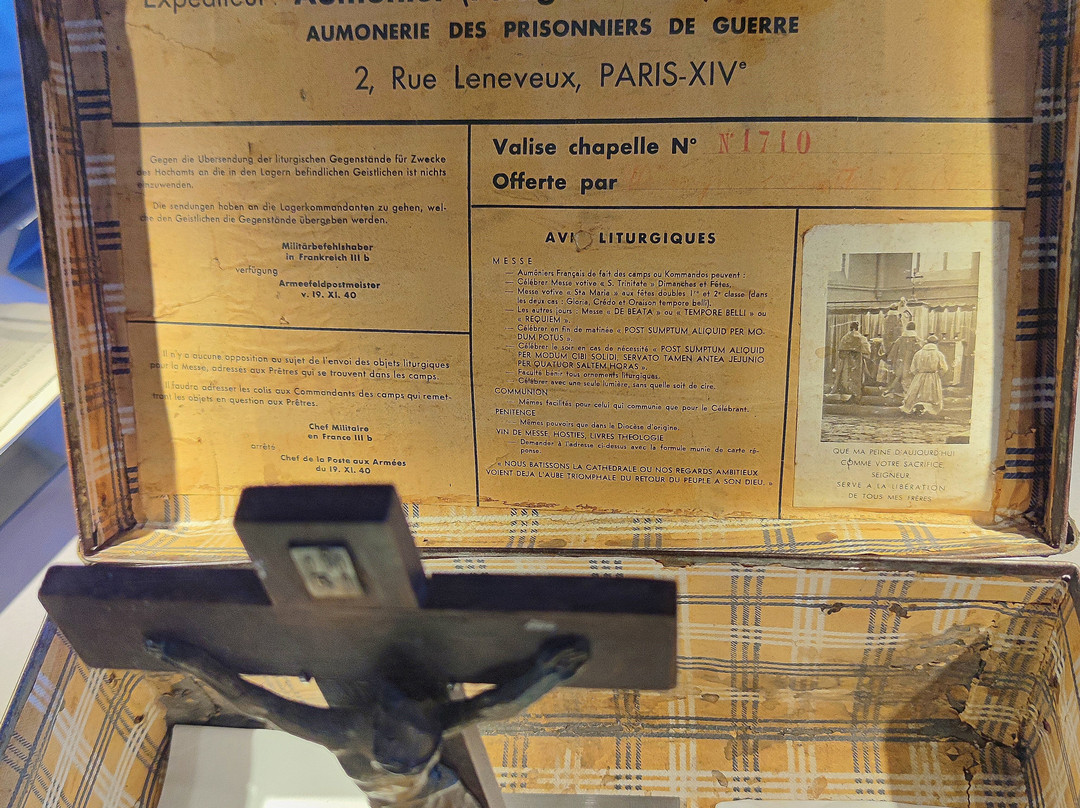 Expéditeur : Aumônier
AUMONERIE DES PRISONNIERS DE GUERRE
2, Rue Leneveux, PARIS-XIVe
Gegen die Ubersendung der liturgischen Gegenstände für Zwecke
des Hochamts an die in den Lagern befindlichen Geistlichen ist nichts
einzuwenden.
Die sendungen haben an die Lagerkommandanten zu gehen, wel-
che den Geistlichen die Gegenstände übergeben werden.
Militärbefehlshaber
in Frankreich III b
verfügung
Armeefeldpostmeister
v. 19. XI. 40
Il n'y a aucune opposition au sujet de l'envoi des objets liturgiques
pour la Messe, adressés aux Prêtres qui se trouvent dans les camps.
Il faudra adresser les colis aux Commandants des camps qui remet-
tront les objets en question aux Prêtres.
Chef Militaire
en France III b
arrêté
Chef de la Poste aux Armées
du 19. XI. 40
Valise chapelle N° N° 1710
Offerte par
AVIS LITURGIQUES
MESSE
— Aumôniers Français de fait des camps ou Kommandos peuvent :
— Célébrer Messe votive « S. Trinitate » Dimanches et Fêtes.
— Messe votive « Sta Maria » aux fêtes doubles 1re et 2e classe (dans
les deux cas : Gloria, Crédo et Oraison tempore belli).
— Les autres jours : Messe « DE BEATA » ou « TEMPORE BELLI » ou
« REQUIEM ».
— Célébrer en fin de matinée « POST SUMPTUM ALIQUID PER MO-
DUM POTUS ».
— Célébrer le soir en cas de nécessité « POST SUMPTUM ALIQUID
PER MODUM CIBI SOLIDI, SERVATO TAMEN ANTEA JEJUNIO
PER QUATUOR SALTEM HORAS ».
— Faculté bénir tous ornements liturgiques.
— Célébrer avec une seule lumière, sans quelle soit de cire.
COMMUNION
— Mêmes facilités pour celui qui communie que pour le Célébrant.
PENITENCE
— Mêmes pouvoirs que dans le Diocèse d'origine.
VIN DE MESSE, HOSTIES, LIVRES THEOLOGIE
— Demander à l'adresse ci-dessus avec la formule munie de carte ré-
ponse.
« NOUS BATISSONS LA CATHEDRALE OU NOS REGARDS AMBITIEUX
VOIENT DEJA L'AUBE TRIOMPHALE DU RETOUR DU PEUPLE A SON DIEU. »
QUE MA PEINE D'AUJOURD'HUI
COMME VOTRE SACRIFICE
SEIGNEUR
SERVE A LA LIBÉRATION
DE TOUS MES FRÈRES